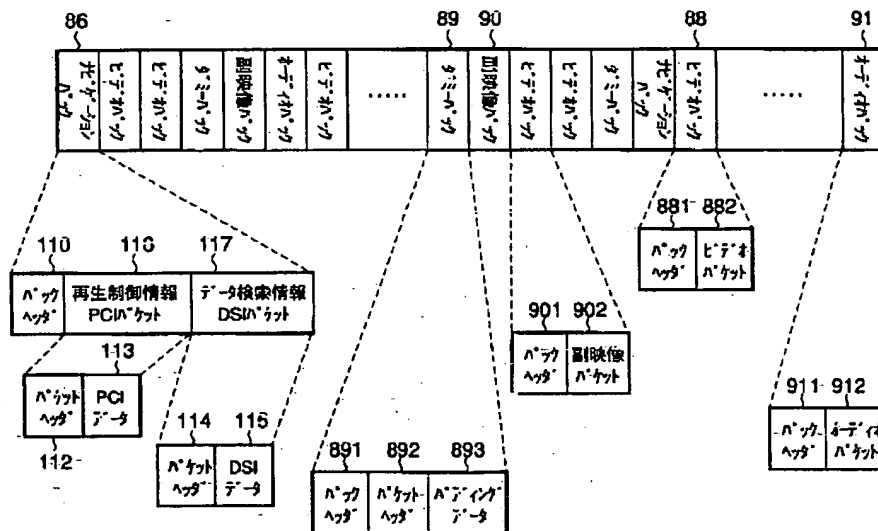 86
89
90
88
91
ナビゲーション
パック
ビデオパック
ビデオパック
ダミーパック
副映像パック
オーディオパック
ビデオパック
.....
ダミーパック
副映像パック
ビデオパック
ビデオパック
ダミーパック
ナビゲーション
パック
ビデオパック
.....
オーディオパック
110
116
117
パック
ヘッダ
再生制御情報
PCIパケット
データ検索情報
DSIパケット
881
882
パック
ヘッダ
ビデオ
パケット
113
パケット
ヘッダ
PCI
データ
112
901
902
パック
ヘッダ
副映像
パケット
114
115
パケット
ヘッダ
DSI
データ
911
912
パック
ヘッダ
オーディオ
パケット
891
892
893
パック
ヘッダ
パケット
ヘッダ
パディング
データ